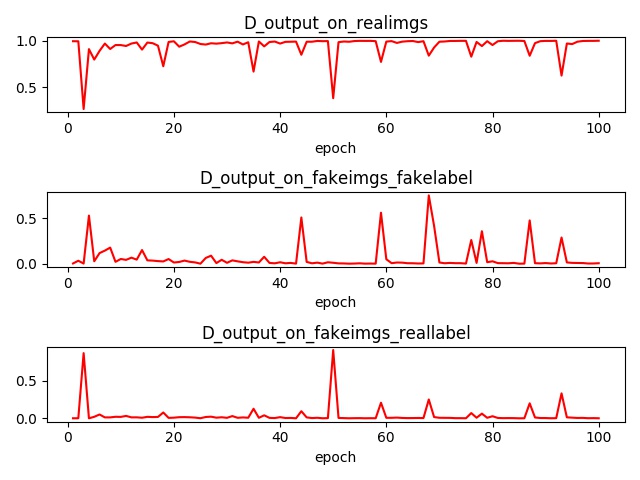 D_output_on_realimgs
1.0
0.5
0 20 40 60 80 100
epoch
D_output_on_fakeimgs_fakelabel
0.5
0.0
0 20 40 60 80 100
epoch
D_output_on_fakeimgs_reallabel
0.5
0.0
0 20 40 60 80 100
epoch